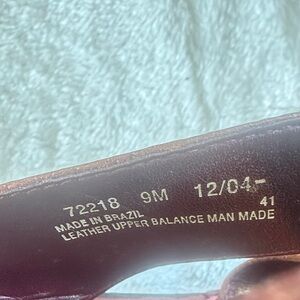 72218 9M 12/04-
41
MADE IN BRAZIL
LEATHER UPPER BALANCE MAN MADE